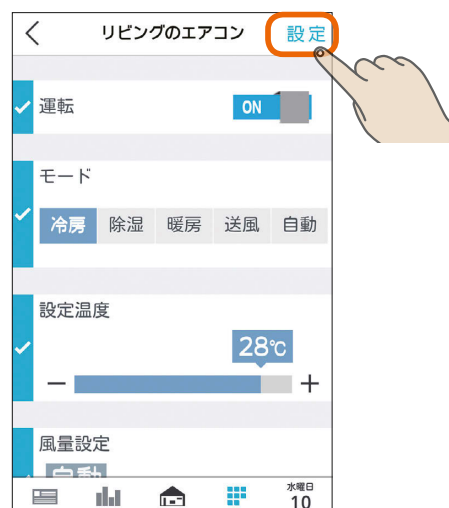 リビングのエアコン 設定
運転 ON
モード
冷房 除湿 暖房 送風 自動
設定温度
28℃
− +
風量設定
自動
水曜日
10